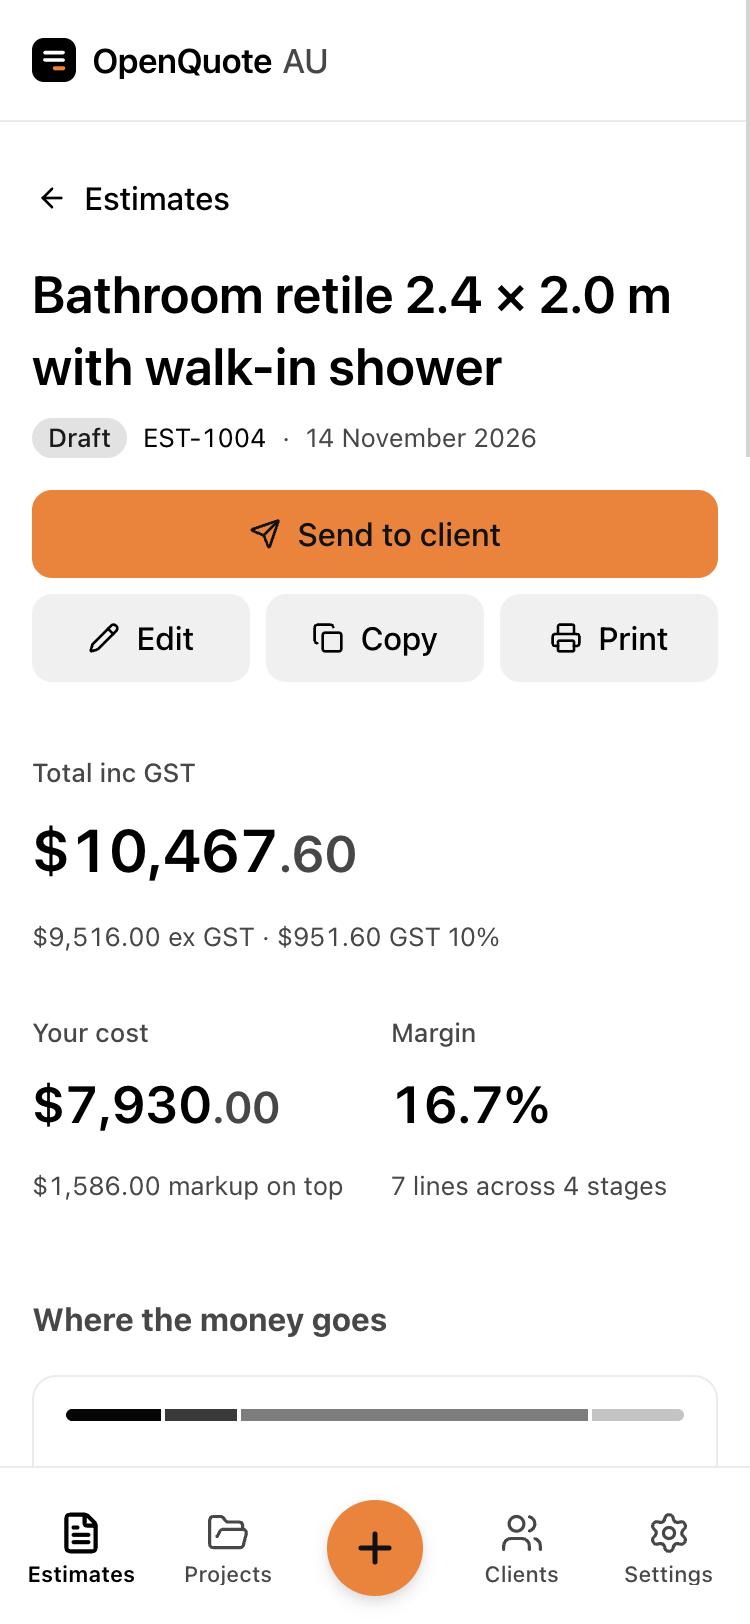 OpenQuote AU
Estimates
Bathroom retile 2.4 × 2.0 m
with walk-in shower
Draft EST-1004 · 14 November 2026
Send to client
Edit Copy Print
Total inc GST
$10,467.60
$9,516.00 ex GST · $951.60 GST 10%
Your cost Margin
$7,930.00 16.7%
$1,586.00 markup on top 7 lines across 4 stages
Where the money goes
Estimates Projects Clients Settings